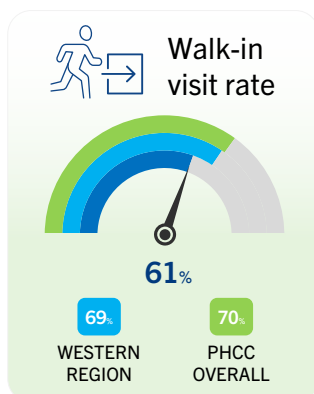 Walk-in
visit rate
61%
69%
70%
WESTERN
REGION
PHCC
OVERALL